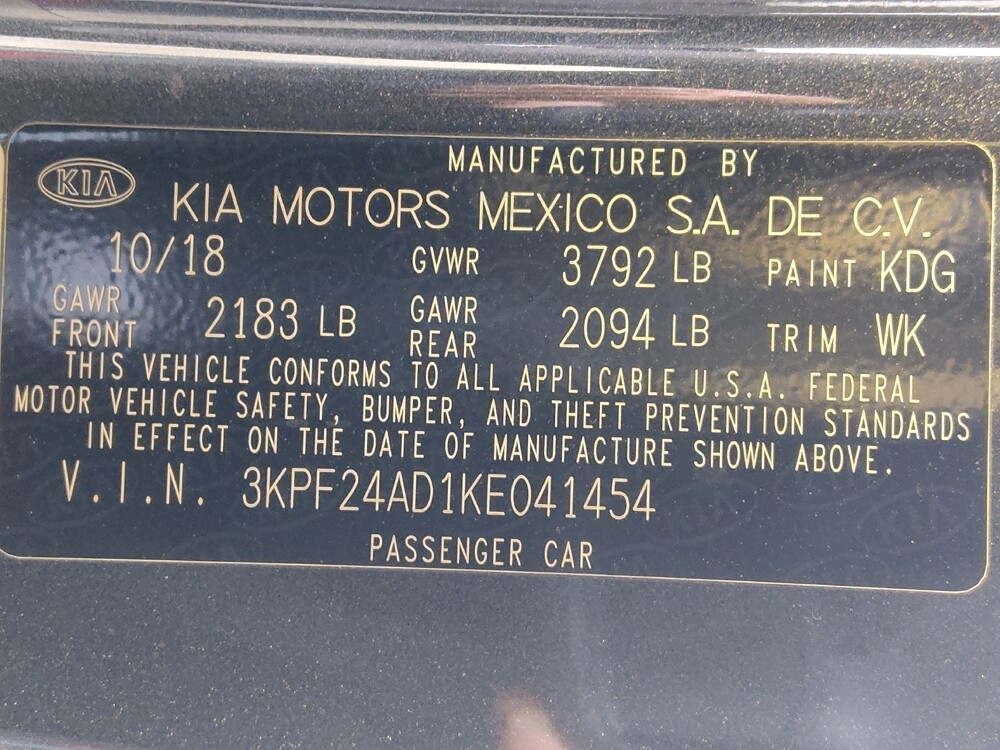 MANUFACTURED BY
KIA
KIA MOTORS MEXICO S.A. DE C.V.
10/18 GVWR 3792 LB PAINT KDG
GAWR FRONT 2183 LB GAWR REAR 2094 LB TRIM WK
THIS VEHICLE CONFORMS TO ALL APPLICABLE U.S.A. FEDERAL
MOTOR VEHICLE SAFETY, BUMPER, AND THEFT PREVENTION STANDARDS
IN EFFECT ON THE DATE OF MANUFACTURE SHOWN ABOVE.
V.I.N. 3KPF24AD1KE041454
PASSENGER CAR